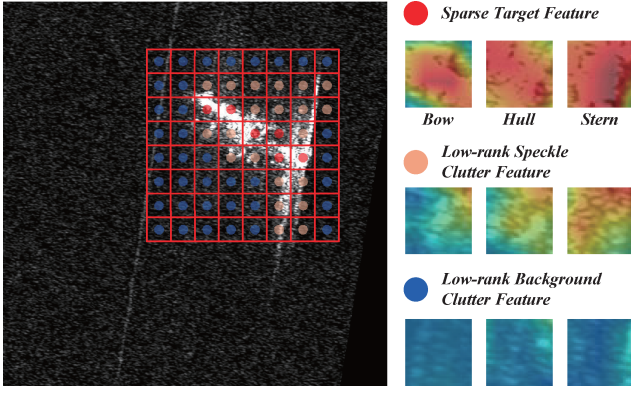 Sparse Target Feature
Bow Hull Stern
Low-rank Speckle
Clutter Feature
Low-rank Background
Clutter Feature